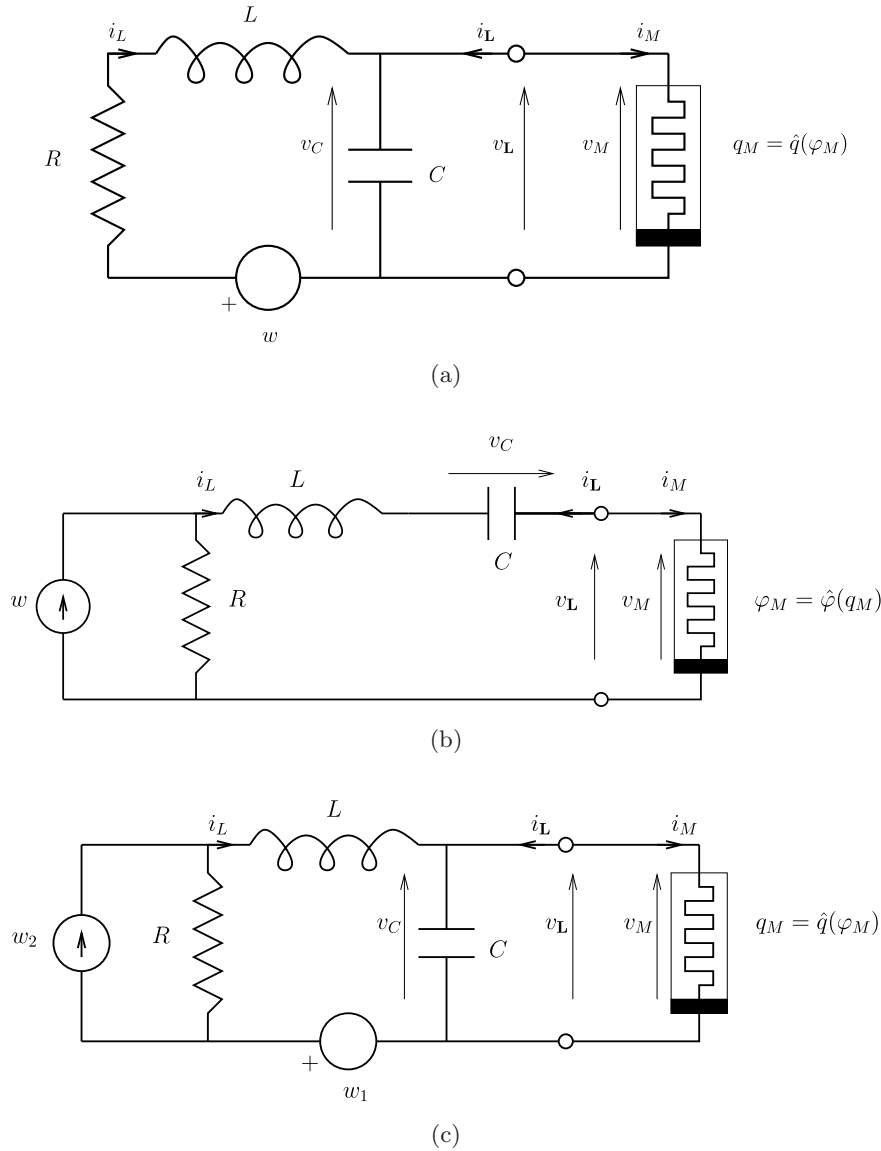 L
i_L
i_𝐋
i_M
R
v_C
C
v_𝐋
v_M
q_M = q̂(φ_M)
+
w
(a)
v_C
i_L
L
i_𝐋
i_M
C
w
R
v_𝐋
v_M
φ_M = φ̂(q_M)
(b)
L
i_L
i_𝐋
i_M
w_2
R
v_C
C
v_𝐋
v_M
q_M = q̂(φ_M)
+
w_1
(c)